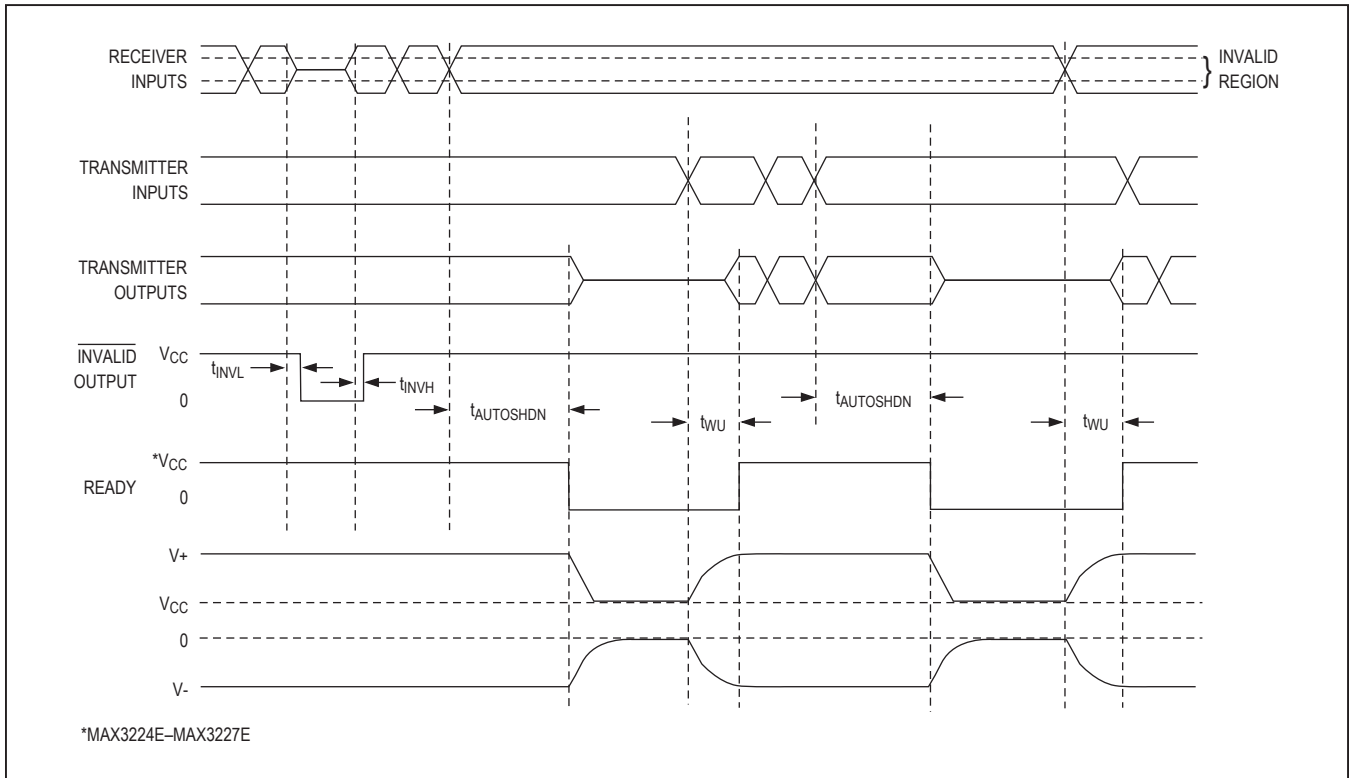 RECEIVER
INPUTS
} INVALID
REGION
TRANSMITTER
INPUTS
TRANSMITTER
OUTPUTS
INVALID
OUTPUT
VCC
0
tINVL
tINVH
tAUTOSHDN
tWU
tAUTOSHDN
tWU
READY
*VCC
0
V+
VCC
0
V-
*MAX3224E–MAX3227E